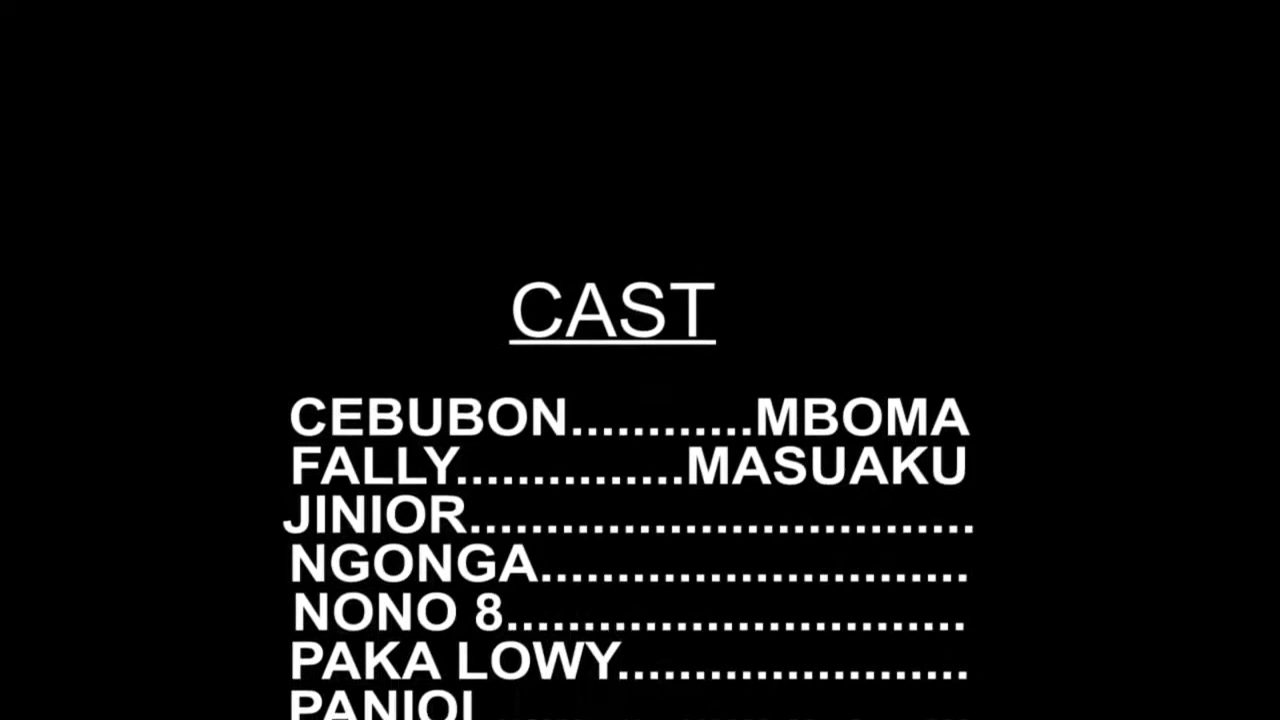 CAST
CEBUBON............MBOMA
FALLY...............MASUAKU
JINIOR.................................
NGONGA............................
NONO 8..............................
PAKA LOWY.......................